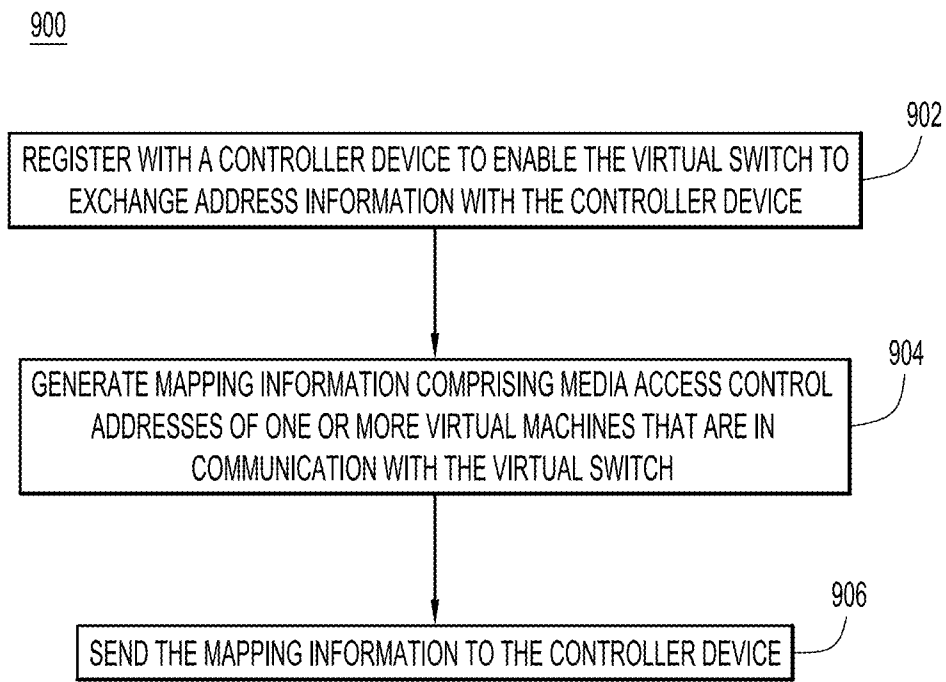 900
902
REGISTER WITH A CONTROLLER DEVICE TO ENABLE THE VIRTUAL SWITCH TO
EXCHANGE ADDRESS INFORMATION WITH THE CONTROLLER DEVICE
904
GENERATE MAPPING INFORMATION COMPRISING MEDIA ACCESS CONTROL
ADDRESSES OF ONE OR MORE VIRTUAL MACHINES THAT ARE IN
COMMUNICATION WITH THE VIRTUAL SWITCH
906
SEND THE MAPPING INFORMATION TO THE CONTROLLER DEVICE